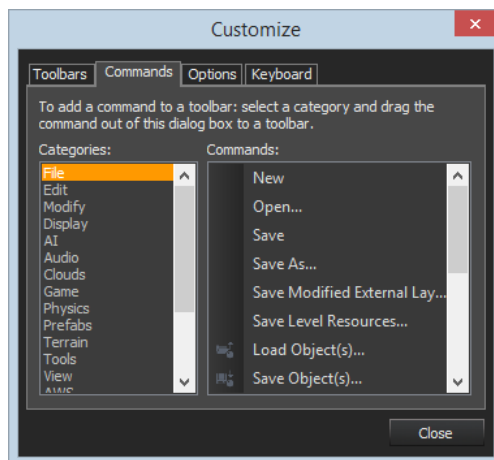 Customize
Toolbars Commands Options Keyboard
To add a command to a toolbar: select a category and drag the
command out of this dialog box to a toolbar.
Categories:
Commands:
File
Edit
Modify
Display
AI
Audio
Clouds
Game
Physics
Prefabs
Terrain
Tools
View
AWS
New
Open...
Save
Save As...
Save Modified External Lay...
Save Level Resources...
Load Object(s)...
Save Object(s)...
Close